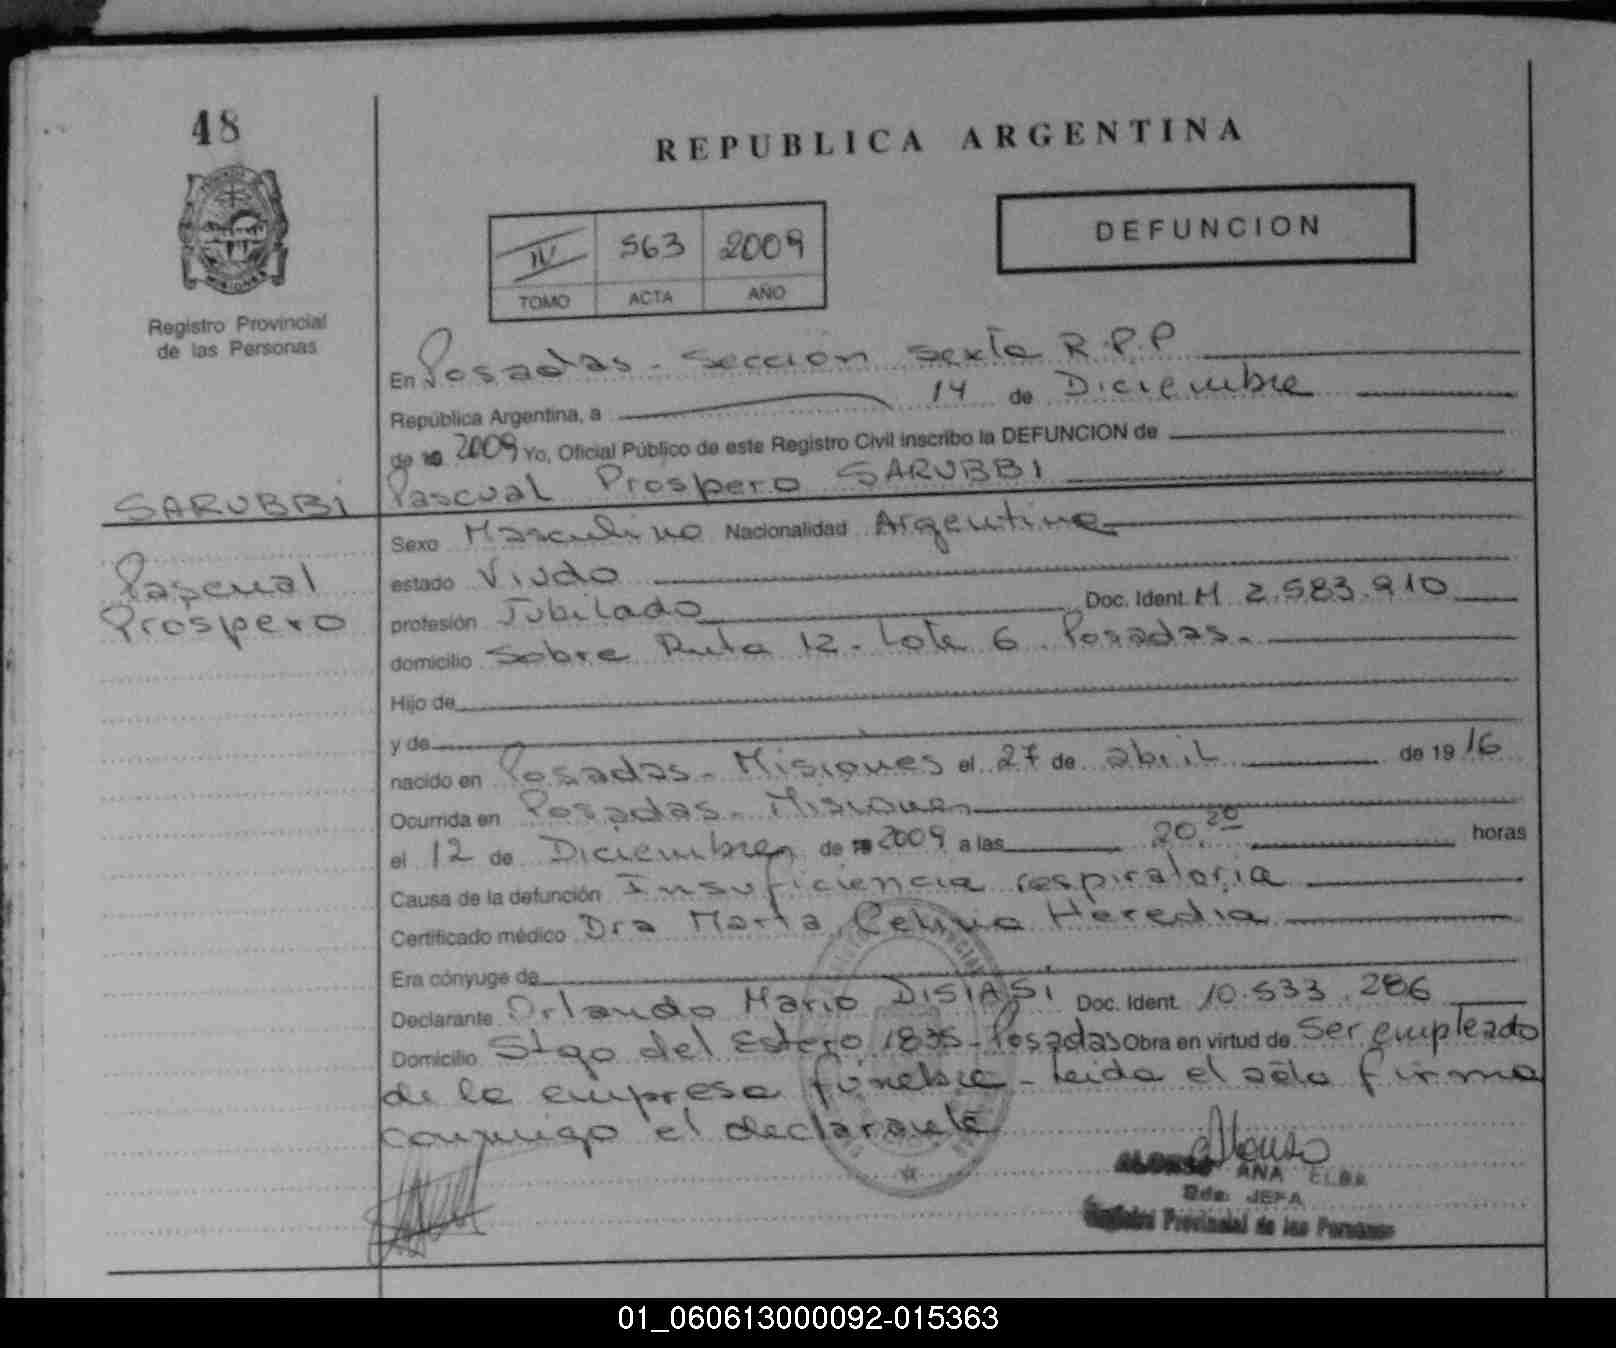 48
REPUBLICA ARGENTINA
IV 563 2009
TOMO ACTA AÑO
DEFUNCION
Registro Provincial
de las Personas
En Posadas - Sección Sexta R.P.P
República Argentina, a 14 de Diciembre
de 19 2009 Yo, Oficial Público de este Registro Civil inscribo la DEFUNCION de
SARUBBI
Pascual Prospero SARUBBI
Pascual
Prospero
Sexo Masculino Nacionalidad Argentina
estado Viudo
profesión Jubilado Doc. Ident. M 2.583.910
domicilio Sobre Ruta 12 - Lote 6. Posadas.-
Hijo de
y de
nacido en Posadas - Misiones el 27 de abril de 19 16
Ocurrida en Posadas - Misiones
el 12 de Diciembre de 19 2009 a las 20.20 horas
Causa de la defunción Insuficiencia respiratoria
Certificado médico Dra Marta Celina Heredia
Era cónyuge de
Declarante Orlando Mario DISIASI Doc. Ident. 10.533.286
Domicilio Stgo del Estero 1835 - Posadas Obra en virtud de Ser empleado
de la empresa fúnebre - Leida el acta firma
conmigo el declarante
ALONSO ANA ELBA
JEFA
Registro Provincial de las Personas
01_060613000092-015363